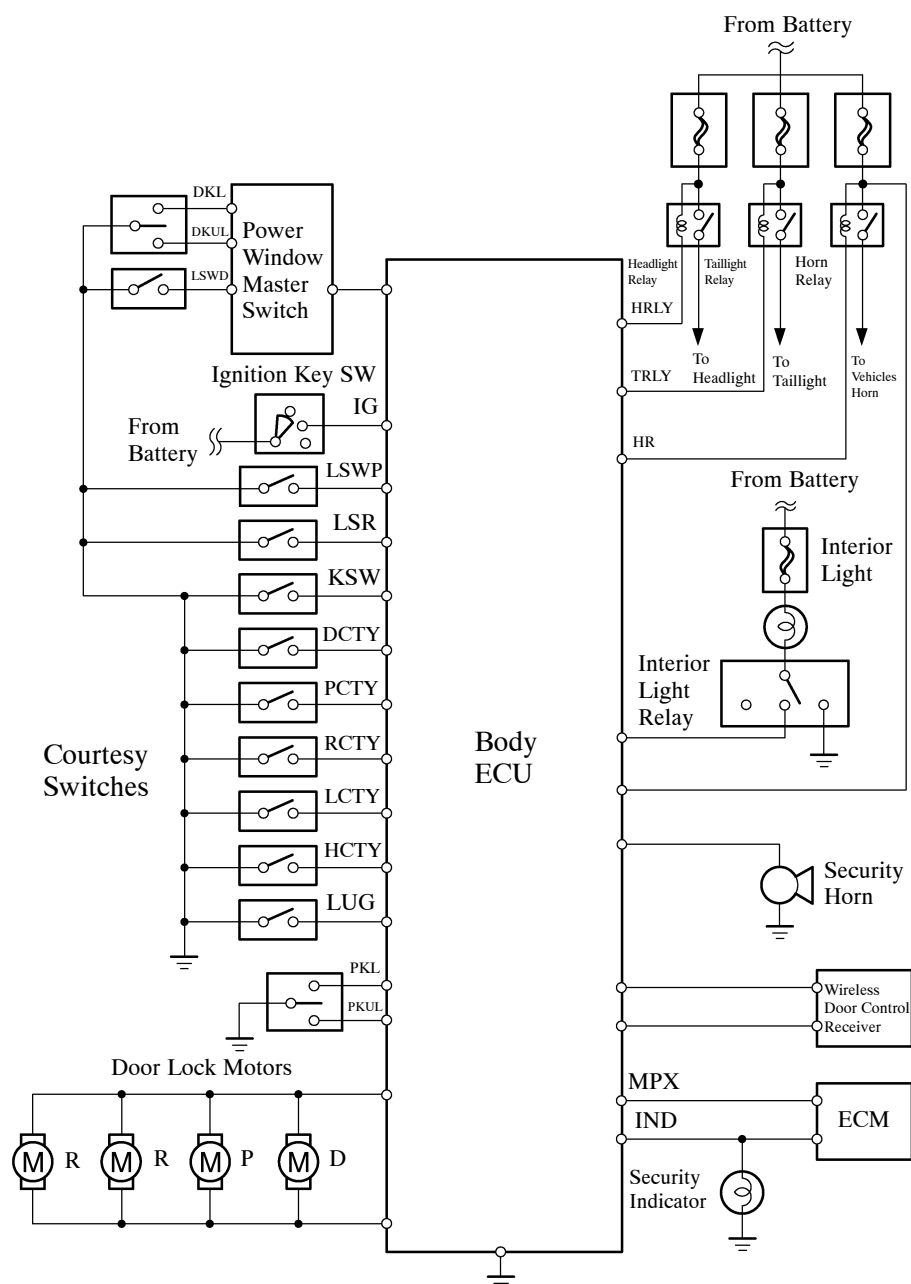 From Battery
DKL
DKUL
LSWD
Power
Window
Master
Switch
Headlight
Relay
Taillight
Relay
Horn
Relay
HRLY
TRLY
HR
To
Headlight
To
Taillight
To
Vehicles
Horn
Ignition Key SW
IG
From
Battery
LSWP
LSR
KSW
DCTY
PCTY
RCTY
LCTY
HCTY
LUG
Courtesy
Switches
Body
ECU
From Battery
Interior
Light
Interior
Light
Relay
Security
Horn
PKL
PKUL
Wireless
Door Control
Receiver
Door Lock Motors
M
R
M
R
M
P
M
D
MPX
IND
ECM
Security
Indicator